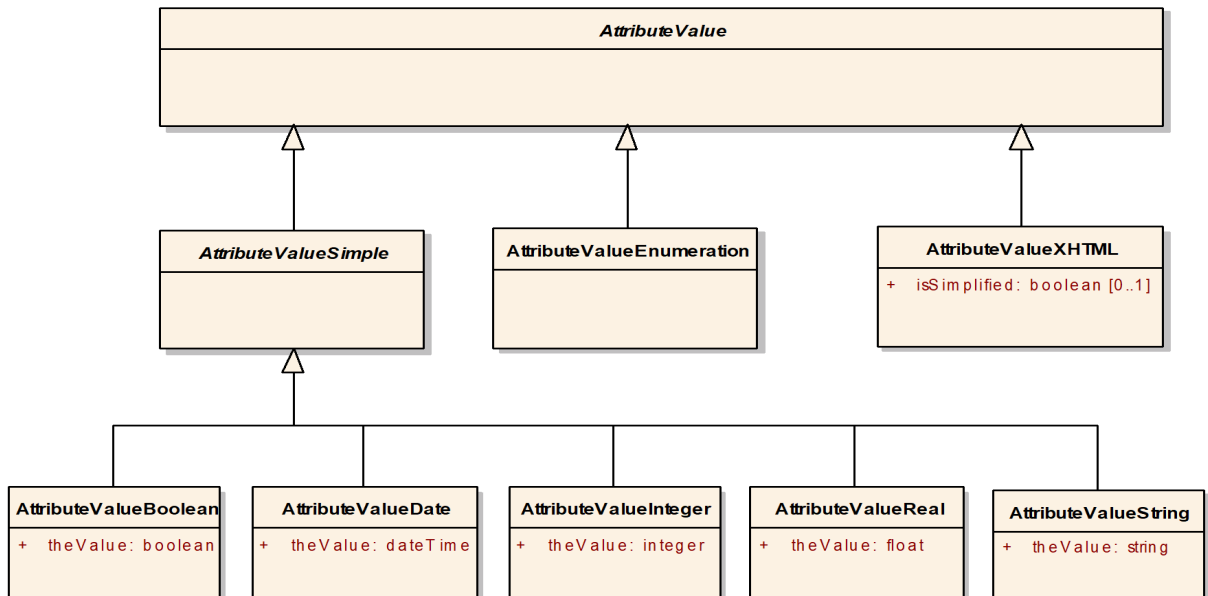 AttributeValue
AttributeValueSimple
AttributeValueEnumeration
AttributeValueXHTML
+ isSimplified: boolean [0..1]
AttributeValueBoolean
+ theValue: boolean
AttributeValueDate
+ theValue: dateTime
AttributeValueInteger
+ theValue: integer
AttributeValueReal
+ theValue: float
AttributeValueString
+ theValue: string